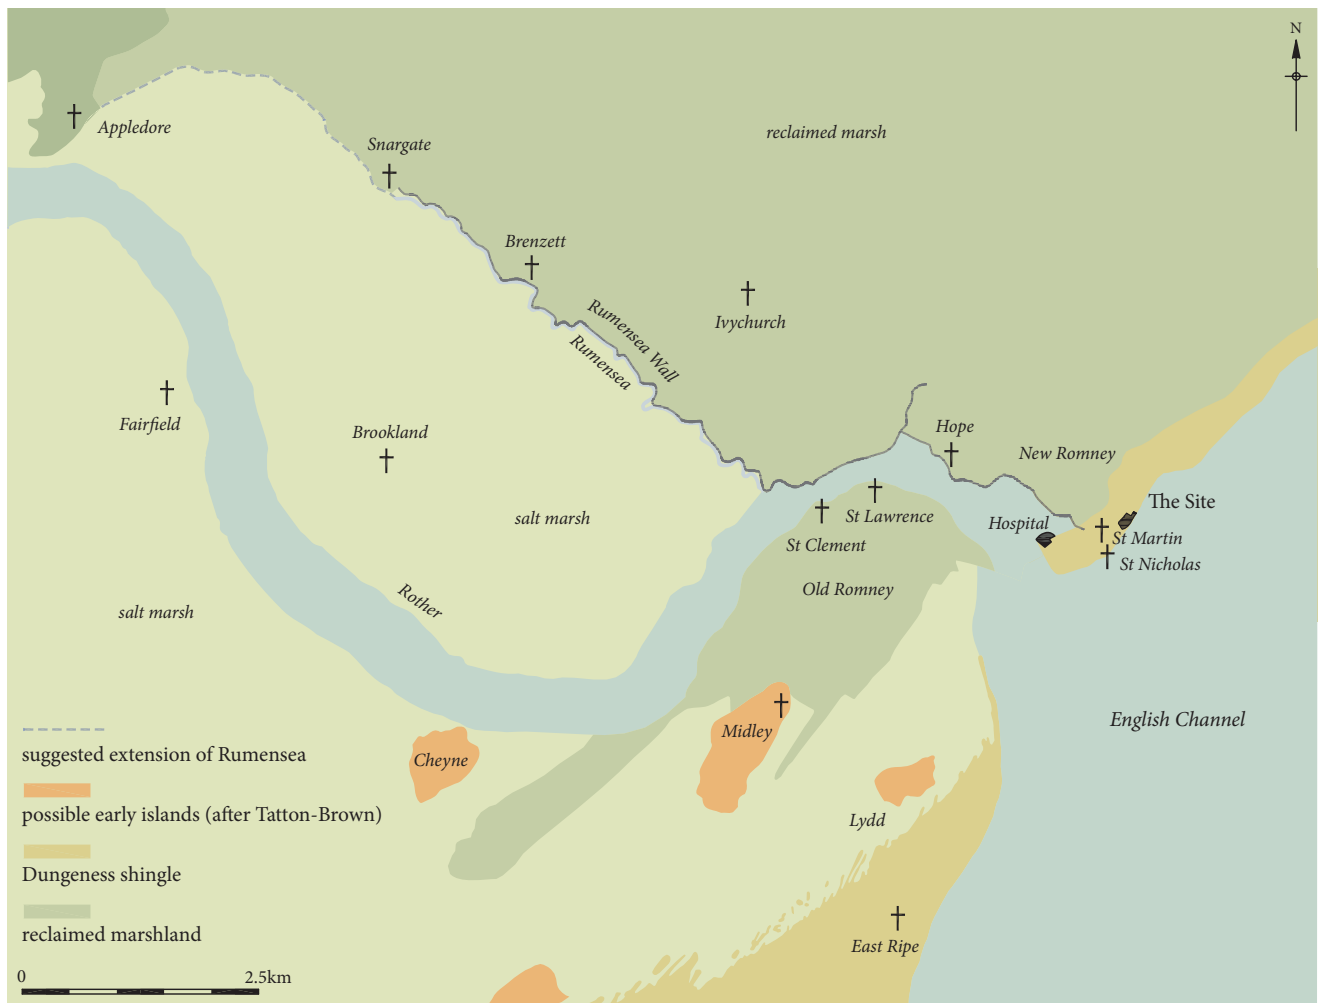 N
Appledore
Snargate
reclaimed marsh
Brenzett
Rumensea Wall
Rumensea
Ivychurch
Fairfield
Brookland
Hope
New Romney
The Site
salt marsh
St Lawrence
Hospital
St Clement
St Martin
St Nicholas
Old Romney
Rother
salt marsh
English Channel
Midley
Cheyne
Lydd
East Ripe
suggested extension of Rumensea
possible early islands (after Tatton-Brown)
Dungeness shingle
reclaimed marshland
0
2.5km